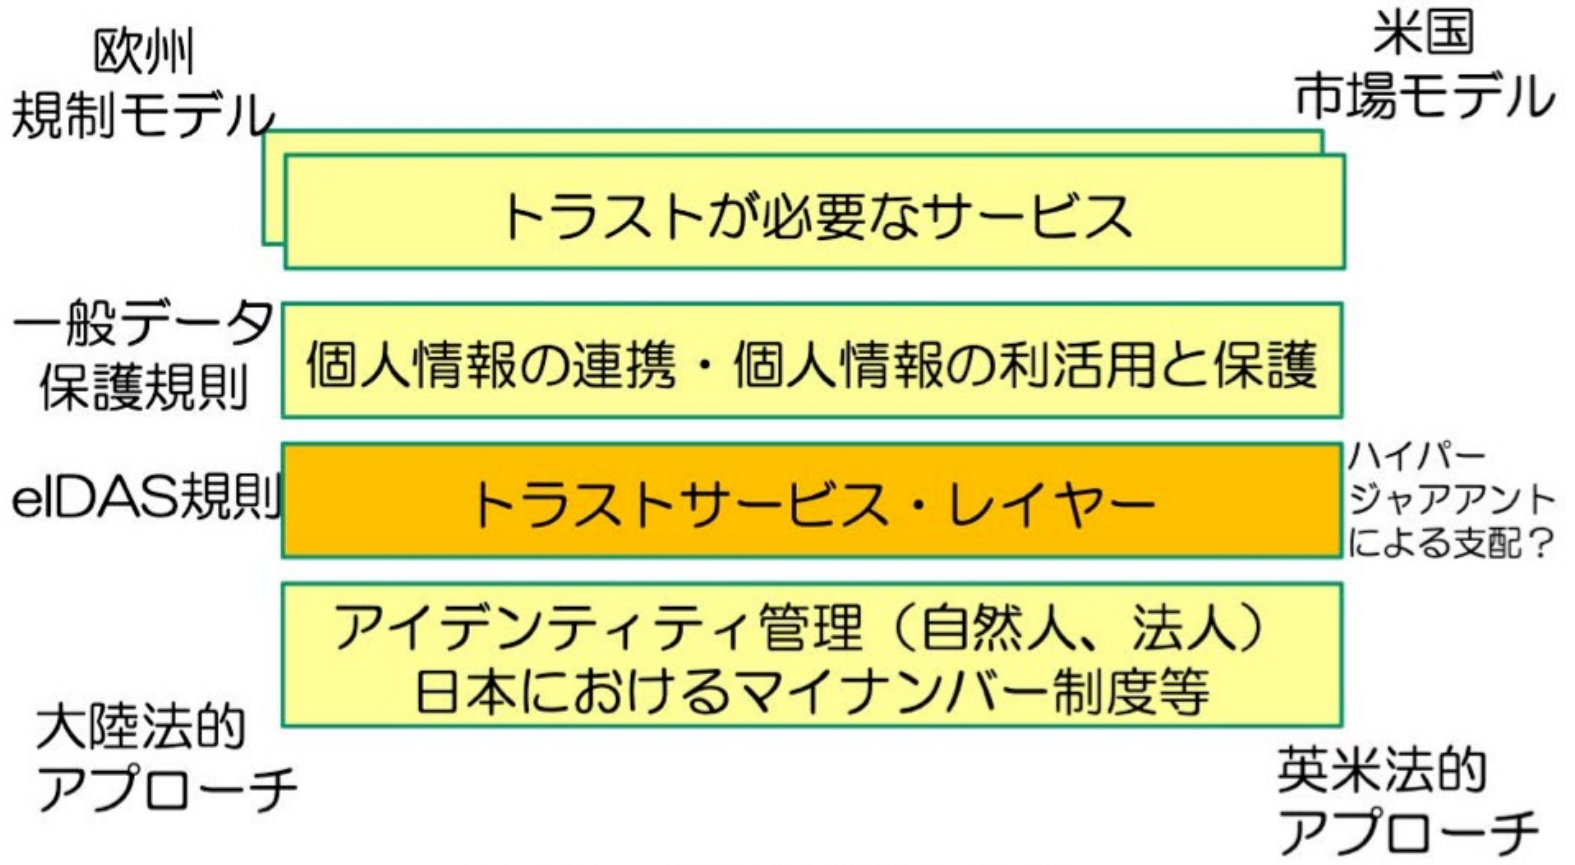 欧州
規制モデル
米国
市場モデル
トラストが必要なサービス
一般データ
保護規則
個人情報の連携・個人情報の利活用と保護
eIDAS規則
トラストサービス・レイヤー
ハイパー
ジャアアント
による支配？
アイデンティティ管理（自然人、法人）
日本におけるマイナンバー制度等
大陸法的
アプローチ
英米法的
アプローチ